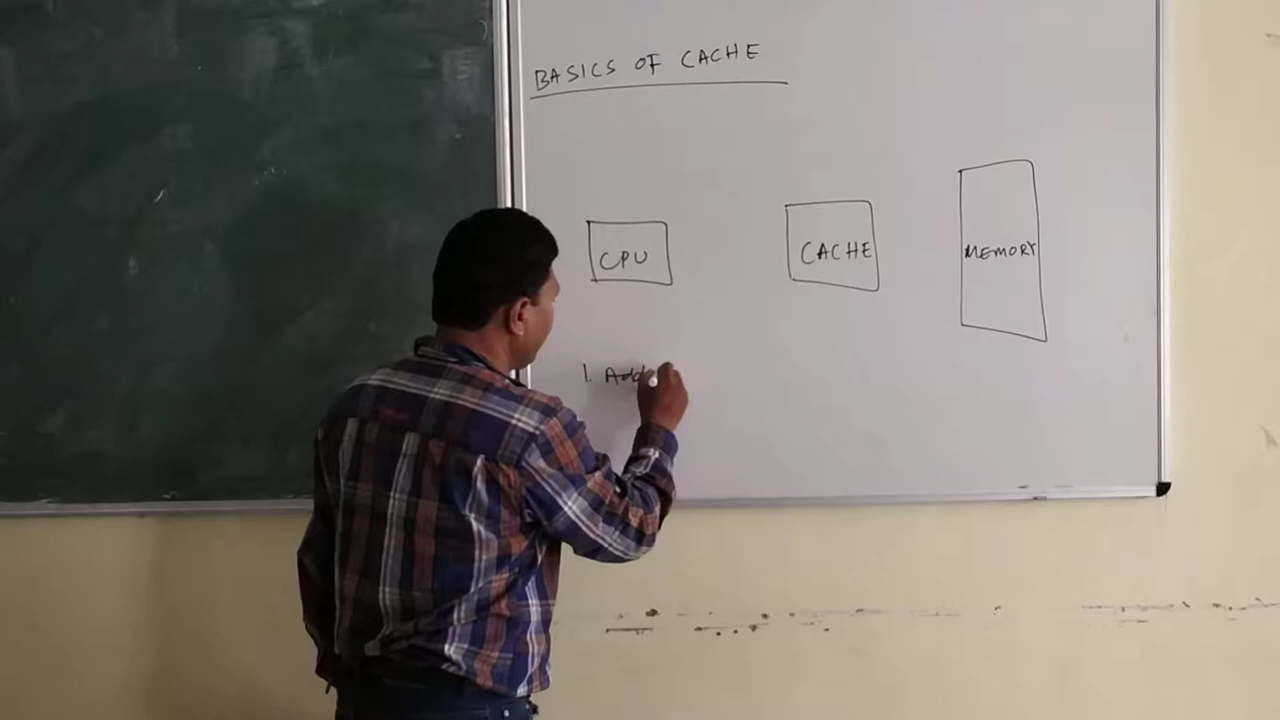 BASICS OF CACHE
CPU
CACHE
MEMORY
1. Add